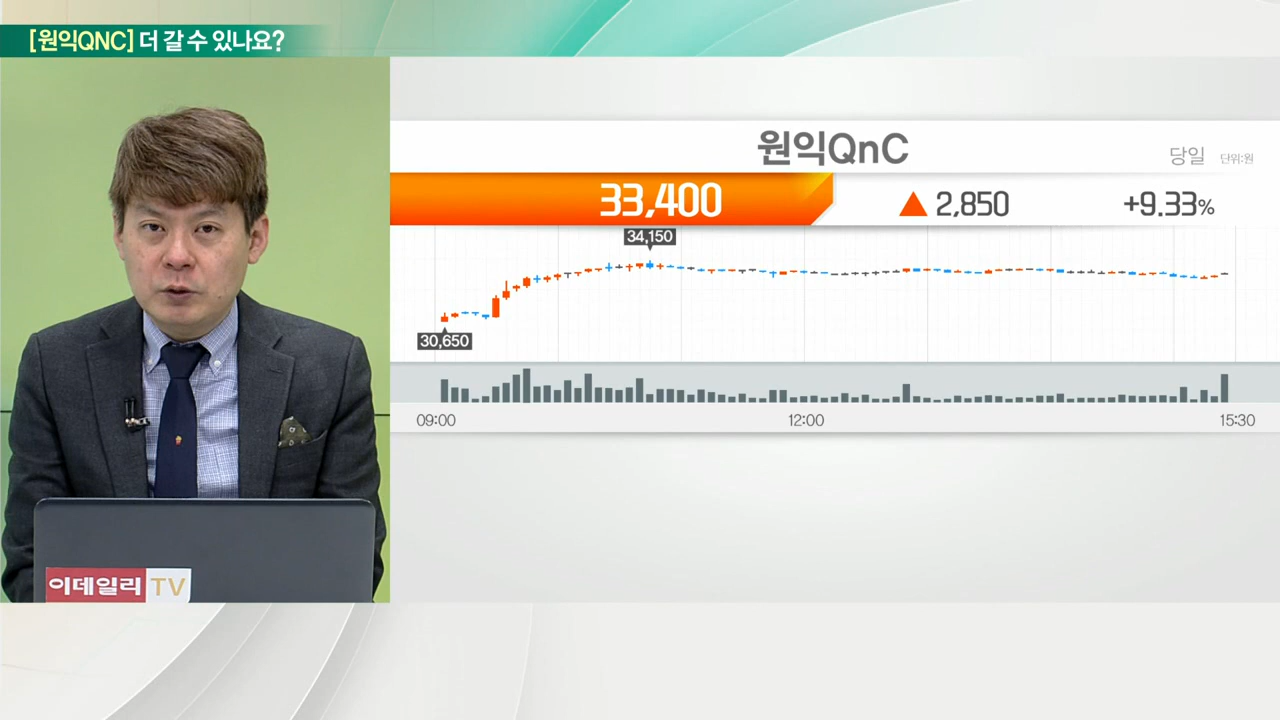 [원익QNC] 더 갈 수 있나요?
원익QnC
당일 단위:원
33,400 ▲ 2,850 +9.33%
34,150
30,650
09:00 12:00 15:30
이데일리 TV